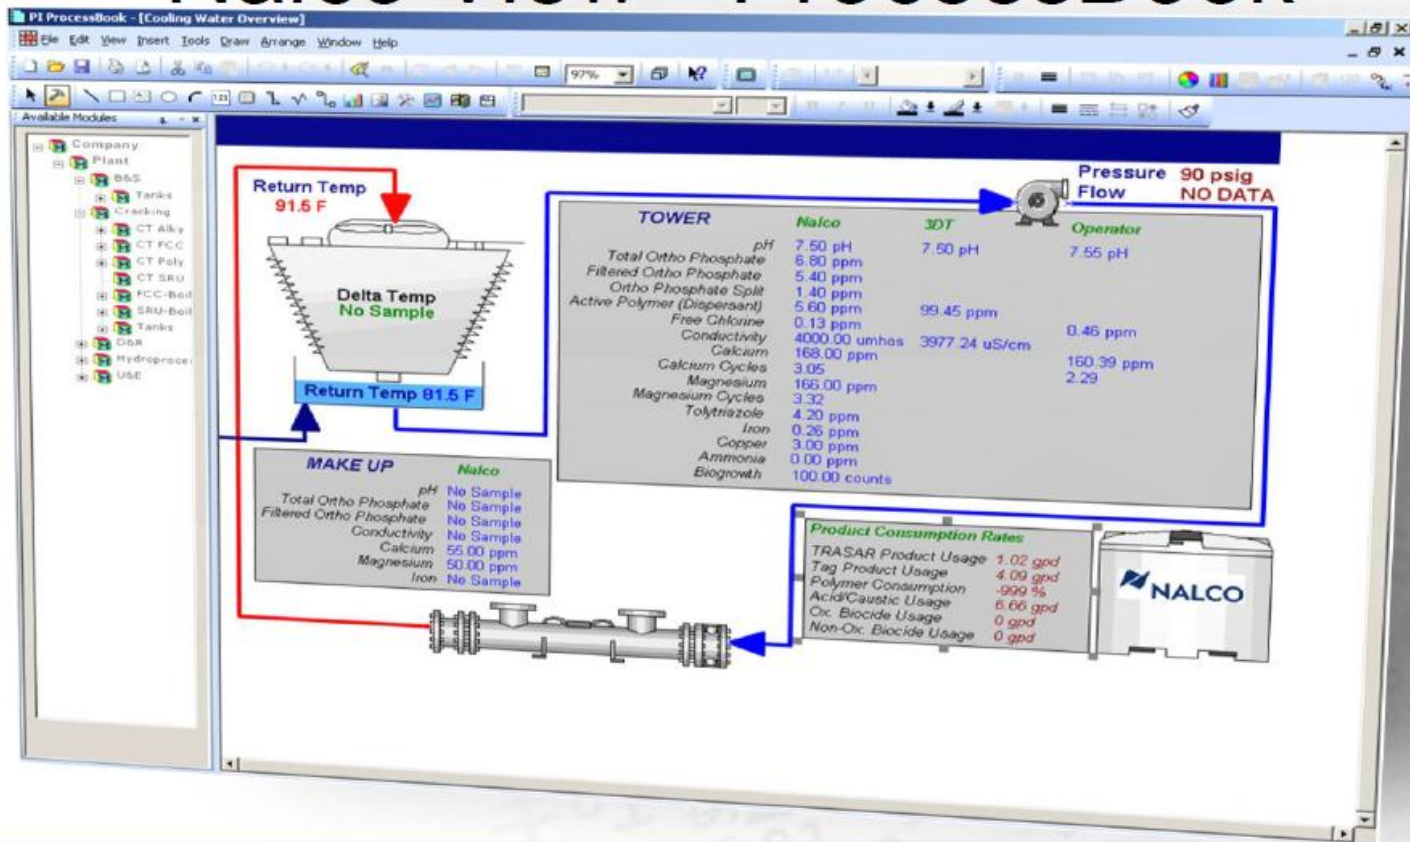 Nalco View - ProcessBook
PI ProcessBook - [Cooling Water Overview]
File Edit View Insert Tools Draw Arrange Window Help
97%
123
Available Modules
Company
Plant
B&S
Tanks
Cracking
CT Alky
CT FCC
CT Poly
CT SRU
FCC-Boil
SRU-Boil
Tanks
D&R
Hydroproce
U&E
Return Temp
91.5 F
Delta Temp
No Sample
Return Temp 81.5 F
Pressure 90 psig
Flow NO DATA
TOWER Nalco 3DT Operator
pH 7.50 pH 7.50 pH 7.55 pH
Total Ortho Phosphate 6.80 ppm
Filtered Ortho Phosphate 5.40 ppm
Ortho Phosphate Split 1.40 ppm
Active Polymer (Dispersant) 5.60 ppm 99.45 ppm
Free Chlorine 0.13 ppm 0.46 ppm
Conductivity 4000.00 umhos 3977.24 uS/cm
Calcium 168.00 ppm 160.39 ppm
Calcium Cycles 3.05 2.29
Magnesium 166.00 ppm
Magnesium Cycles 3.32
Tolytriazole 4.20 ppm
Iron 0.26 ppm
Copper 3.00 ppm
Ammonia 0.00 ppm
Biogrowth 100.00 counts
MAKE UP Nalco
pH No Sample
Total Ortho Phosphate No Sample
Filtered Ortho Phosphate No Sample
Conductivity No Sample
Calcium 55.00 ppm
Magnesium 50.00 ppm
Iron No Sample
Product Consumption Rates
TRASAR Product Usage 1.02 gpd
Tag Product Usage 4.09 gpd
Polymer Consumption -999 %
Acid/Caustic Usage 6.66 gpd
Ox. Biocide Usage 0 gpd
Non-Ox. Biocide Usage 0 gpd
NALCO